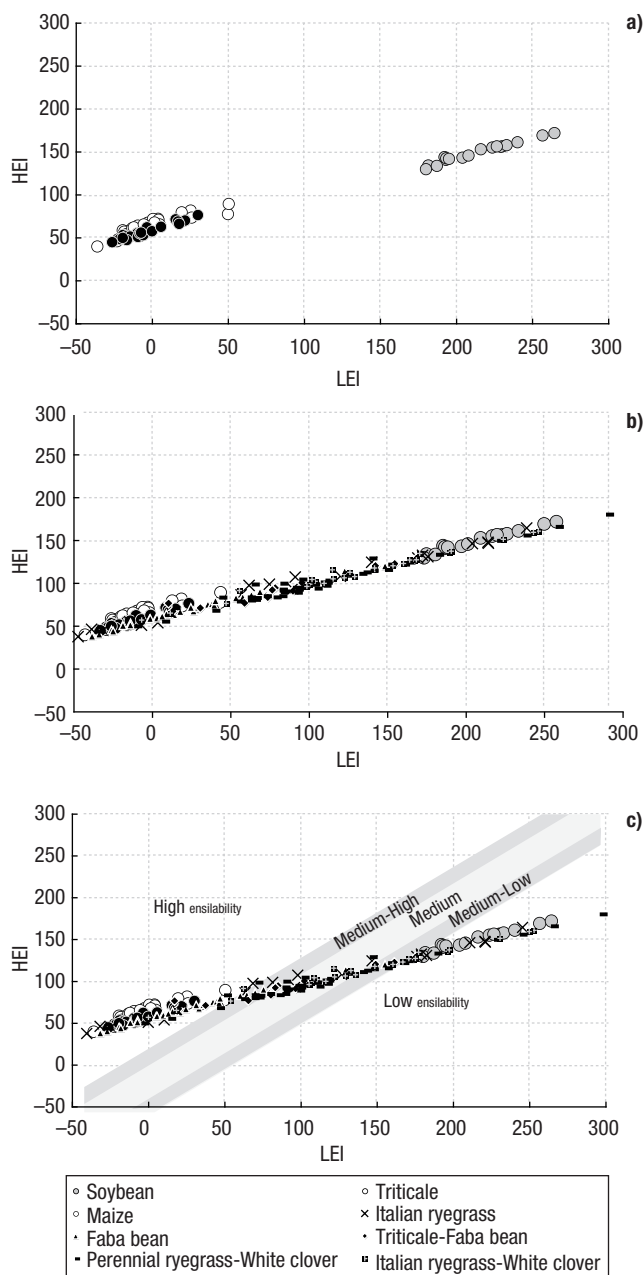 a)
300
250
200
150
100
50
0
–50
HEI
–50 0 50 100 150 200 250 300
LEI
b)
300
250
200
150
100
50
0
–50
HEI
–50 0 50 100 150 200 250 300
LEI
c)
300
250
200
150
100
50
0
–50
HEI
High ensilability
Medium-High
Medium
Medium-Low
Low ensilability
–50 0 50 100 150 200 250 300
LEI
Soybean
Triticale
Maize
Italian ryegrass
Faba bean
Triticale-Faba bean
Perennial ryegrass-White clover
Italian ryegrass-White clover